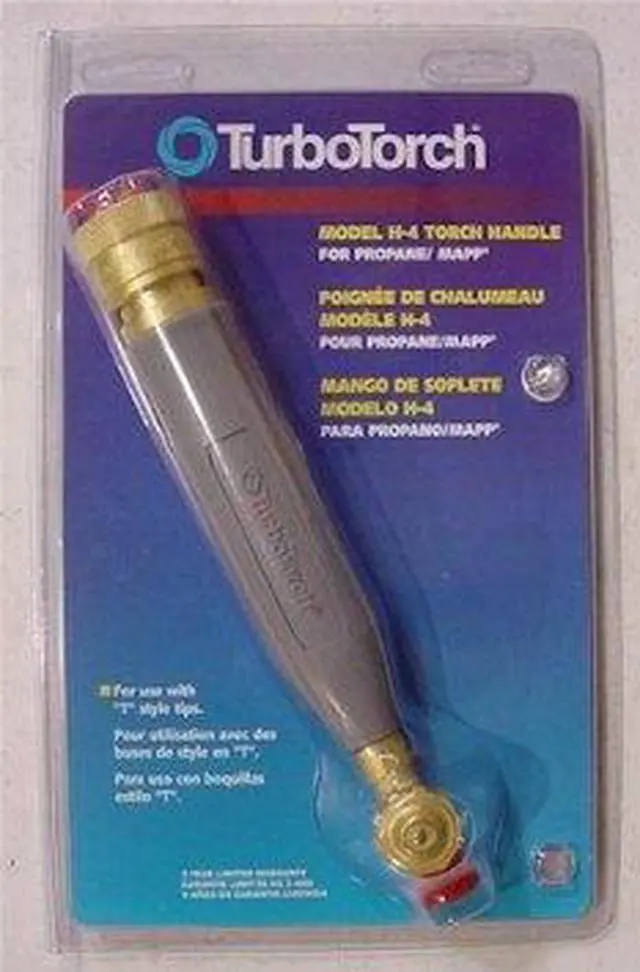 TurboTorch
MODEL H-4 TORCH HANDLE
FOR PROPANE/ MAPP®
POIGNÉE DE CHALUMEAU
MODÈLE H-4
POUR PROPANE/MAPP®
MANGO DE SOPLETE
MODELO H-4
PARA PROPANO/MAPP®
TurboTorch
For use with
"T" style tips.
Pour utilisation avec des
buses de style en "T".
Para uso con boquillas
estilo "T".
LIMITED WARRANTY